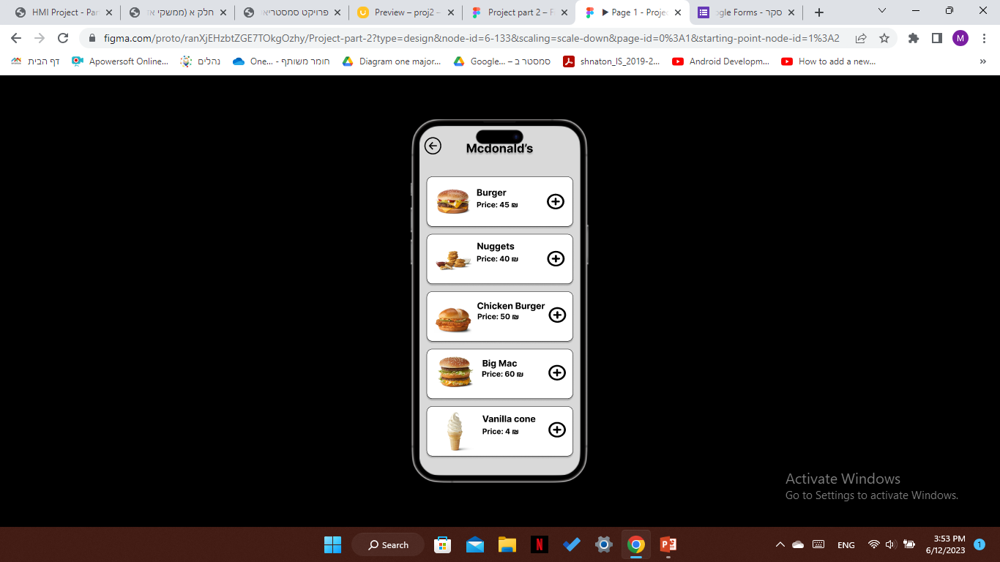 HMI Project - Par
חלק א (ממשקי אד
פרויקט סמסטריאלי
Preview – proj2 –
Project part 2 – F
▶ Page 1 - Projec
סקר - Google Forms
figma.com/proto/ranXjEHzbtZGE7TOkgOzhy/Project-part-2?type=design&node-id=6-133&scaling=scale-down&page-id=0%3A1&starting-point-node-id=1%3A2
M
דף הבית
Apowersoft Online...
נהלים
One... - חומר משותף
Diagram one major...
Google... – סמסטר ב
shnaton_IS_2019-2...
Android Developm...
How to add a new...
»
Mcdonald's
Burger
Price: 45 ₪
Nuggets
Price: 40 ₪
Chicken Burger
Price: 50 ₪
Big Mac
Price: 60 ₪
Vanilla cone
Price: 4 ₪
Activate Windows
Go to Settings to activate Windows.
Search
ENG
3:53 PM
6/12/2023
1